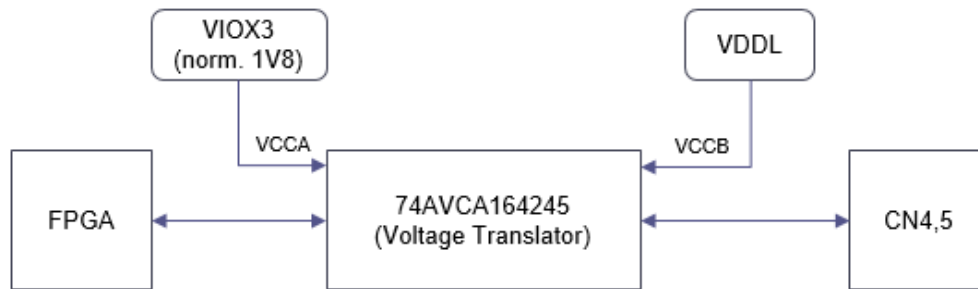 VIOX3
(norm. 1V8)
VDDL
VCCA
VCCB
FPGA
74AVCA164245
(Voltage Translator)
CN4,5